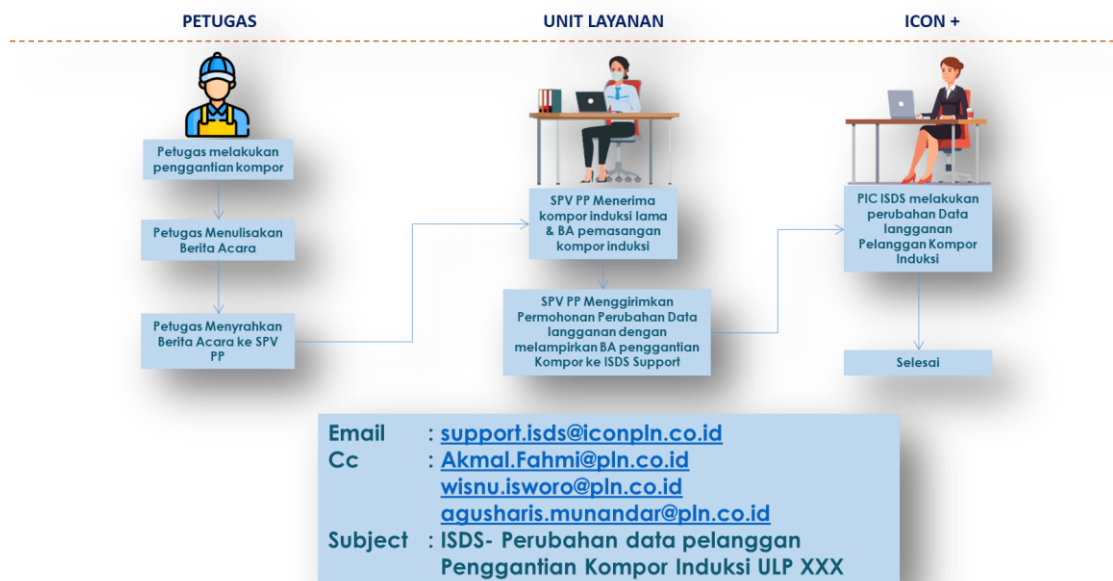 PETUGAS
UNIT LAYANAN
ICON +
Petugas melakukan
penggantian kompor
Petugas Menulisakan
Berita Acara
Petugas Menyrahkan
Berita Acara ke SPV
PP
SPV PP Menerima
kompor induksi lama
& BA pemasangan
kompor induksi
SPV PP Menggirimkan
Permohonan Perubahan Data
langganan dengan
melampirkan BA penggantian
Kompor ke ISDS Support
PIC ISDS melakukan
perubahan Data
langganan
Pelanggan Kompor
Induksi
Selesai
Email : support.isds@iconpln.co.id
Cc : Akmal.Fahmi@pln.co.id
wisnu.isworo@pln.co.id
agusharis.munandar@pln.co.id
Subject : ISDS- Perubahan data pelanggan
Penggantian Kompor Induksi ULP XXX